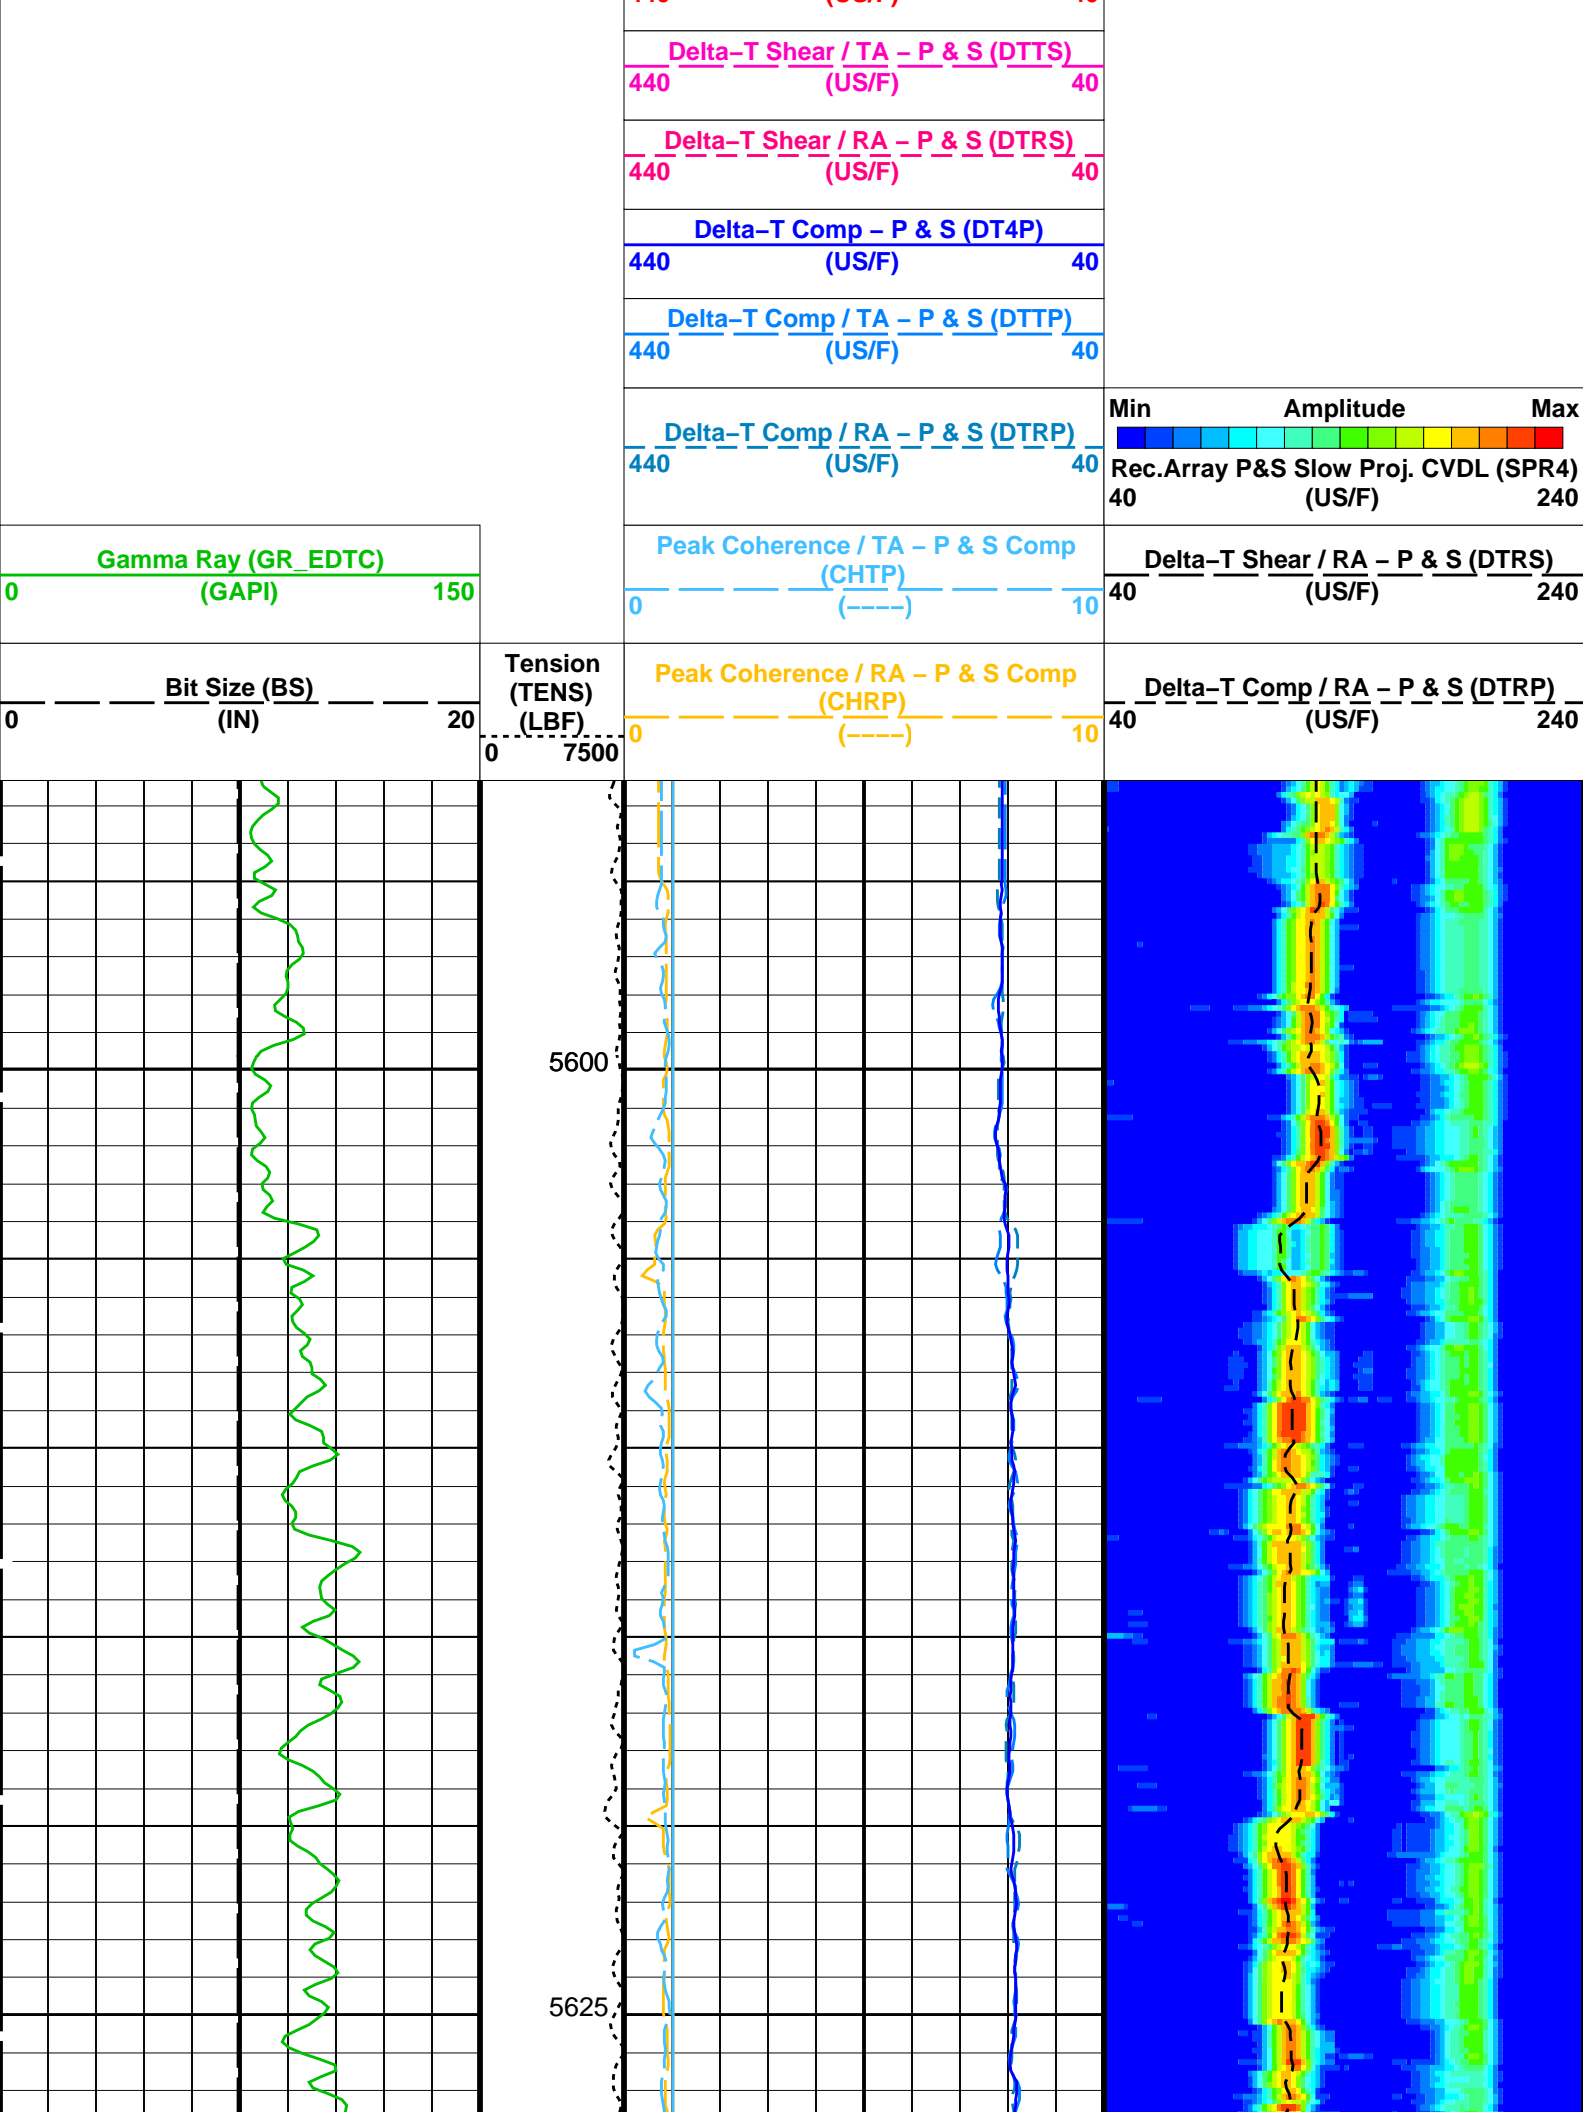 440 (US/F) 40
Delta–T Shear / TA – P & S (DTTS)
440 (US/F) 40
Delta–T Shear / RA – P & S (DTRS)
440 (US/F) 40
Delta–T Comp – P & S (DT4P)
440 (US/F) 40
Delta–T Comp / TA – P & S (DTTP)
440 (US/F) 40
Delta–T Comp / RA – P & S (DTRP)
440 (US/F) 40
Min Amplitude Max
Rec.Array P&S Slow Proj. CVDL (SPR4)
40 (US/F) 240
Gamma Ray (GR_EDTC)
0 (GAPI) 150
Peak Coherence / TA – P & S Comp
(CHTP)
0 (––––) 10
Delta–T Shear / RA – P & S (DTRS)
40 (US/F) 240
Bit Size (BS)
0 (IN) 20
Tension
(TENS)
(LBF)
0 7500
Peak Coherence / RA – P & S Comp
(CHRP)
0 (––––) 10
Delta–T Comp / RA – P & S (DTRP)
40 (US/F) 240
5600
5625